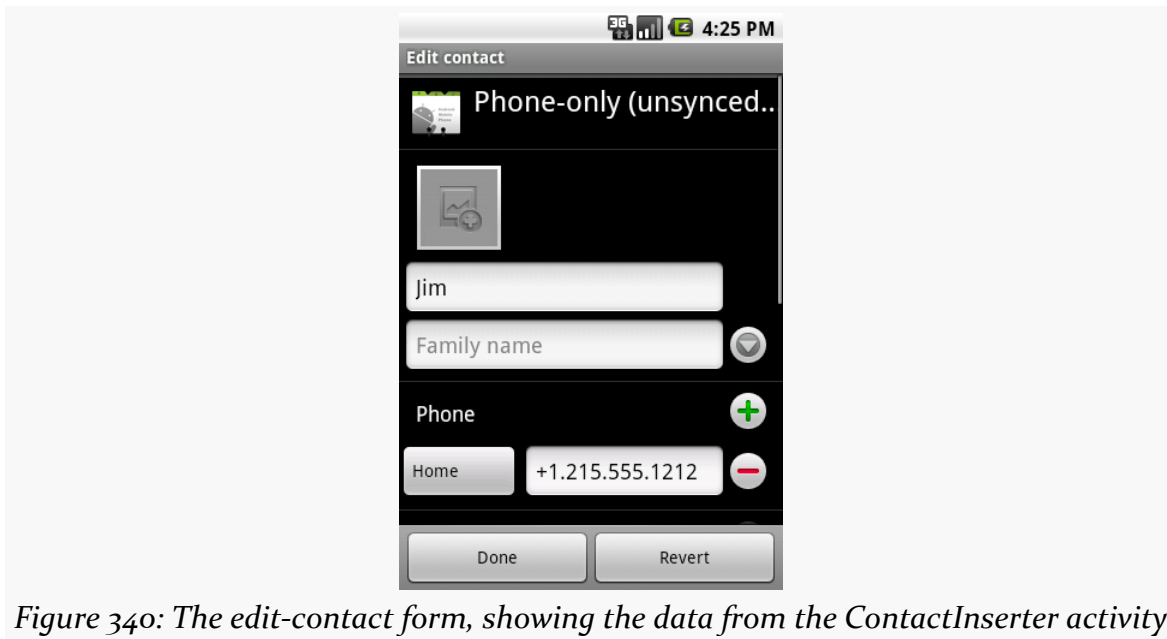 3G 4:25 PM
Edit contact
Phone-only (unsynced..
Jim
Family name
Phone
Home +1.215.555.1212
Done Revert
Figure 340: The edit-contact form, showing the data from the ContactInserter activity